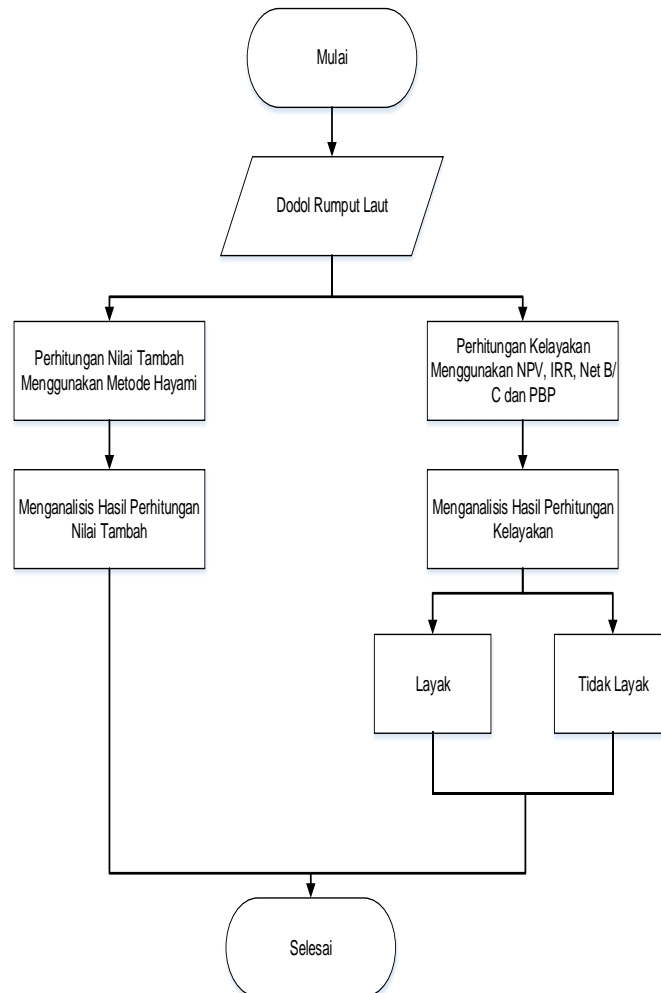 Mulai
Dodol Rumput Laut
Perhitungan Nilai Tambah
Menggunakan Metode Hayami
Perhitungan Kelayakan
Menggunakan NPV, IRR, Net B/
C dan PBP
Menganalisis Hasil Perhitungan
Nilai Tambah
Menganalisis Hasil Perhitungan
Kelayakan
Layak
Tidak Layak
Selesai